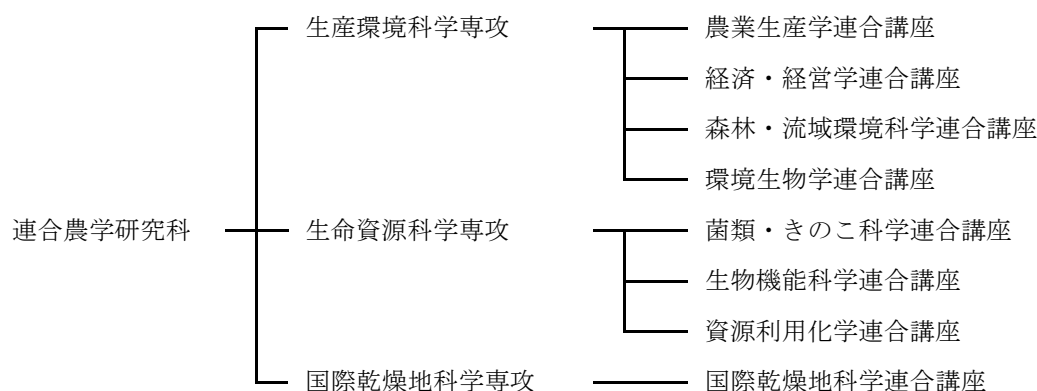 生産環境科学専攻 農業生産学連合講座
経済・経営学連合講座
森林・流域環境科学連合講座
環境生物学連合講座
連合農学研究科 生命資源科学専攻 菌類・きのこ科学連合講座
生物機能科学連合講座
資源利用化学連合講座
国際乾燥地科学専攻 国際乾燥地科学連合講座